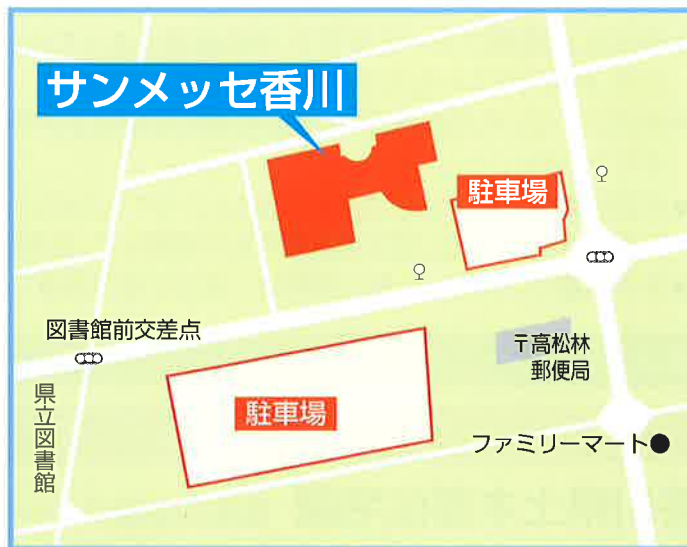 サンメッセ香川
駐車場
図書館前交差点
県立図書館
〒高松林
郵便局
駐車場
ファミリーマート●